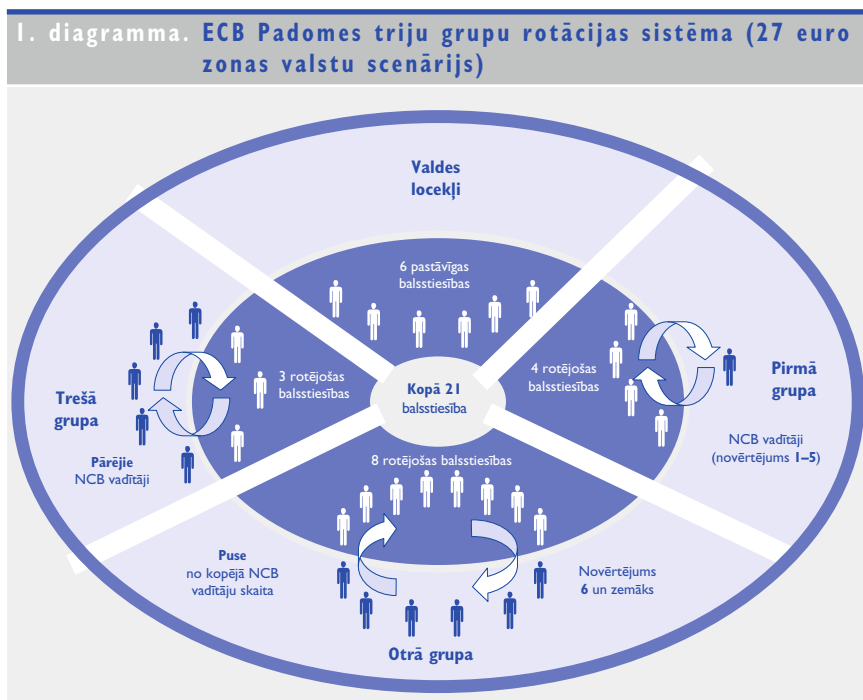 1. diagramma. ECB Padomes triju grupu rotācijas sistēma (27 euro
zonas valstu scenārijs)
Valdes
locekļi
6 pastāvīgas
balsstiesības
Trešā
grupa
Pārējie
NCB vadītāji
3 rotējošas
balsstiesības
Kopā 21
balsstiesība
4 rotējošas
balsstiesības
Pirmā
grupa
NCB vadītāji
(novērtējums 1–5)
8 rotējošas balsstiesības
Puse
no kopējā NCB
vadītāju skaita
Novērtējums
6 un zemāks
Otrā grupa